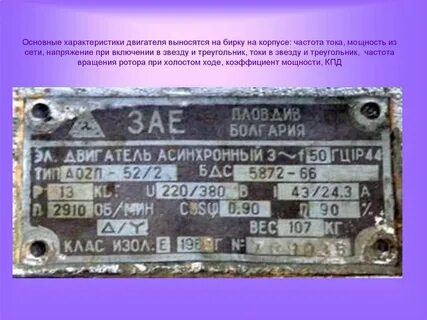 Основные характеристики двигателя выносятся на бирку на корпусе: частота тока, мощность из
сети, напряжение при включении в звезду и треугольник, токи в звезду и треугольник, частота
вращения ротора при холостом ходе, коэффициент мощности, КПД
ЗАЕ ПЛОВДИВ
БОЛГАРИЯ
ЭЛ. ДВИГАТЕЛЬ АСИНХРОННЫЙ 3~f 50 ГЦ IP44
ТИП АО2П-52/2 БДС 5872-66
P 13 КВТ U 220/380 В I 43/24.3 А
П 2910 ОБ/МИН COSφ 0.90 η 90 %
Δ/Y ВЕС 107 КГ
КЛАС ИЗОЛ. Е Г №